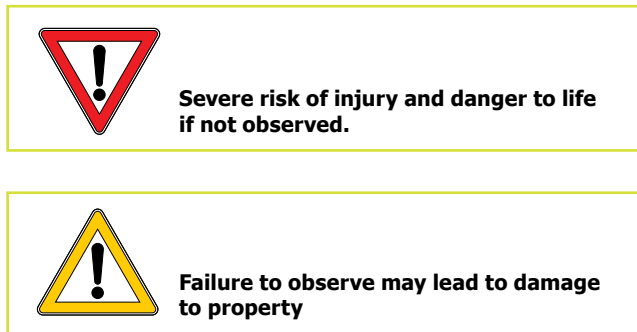 Severe risk of injury and danger to life
if not observed.
Failure to observe may lead to damage
to property